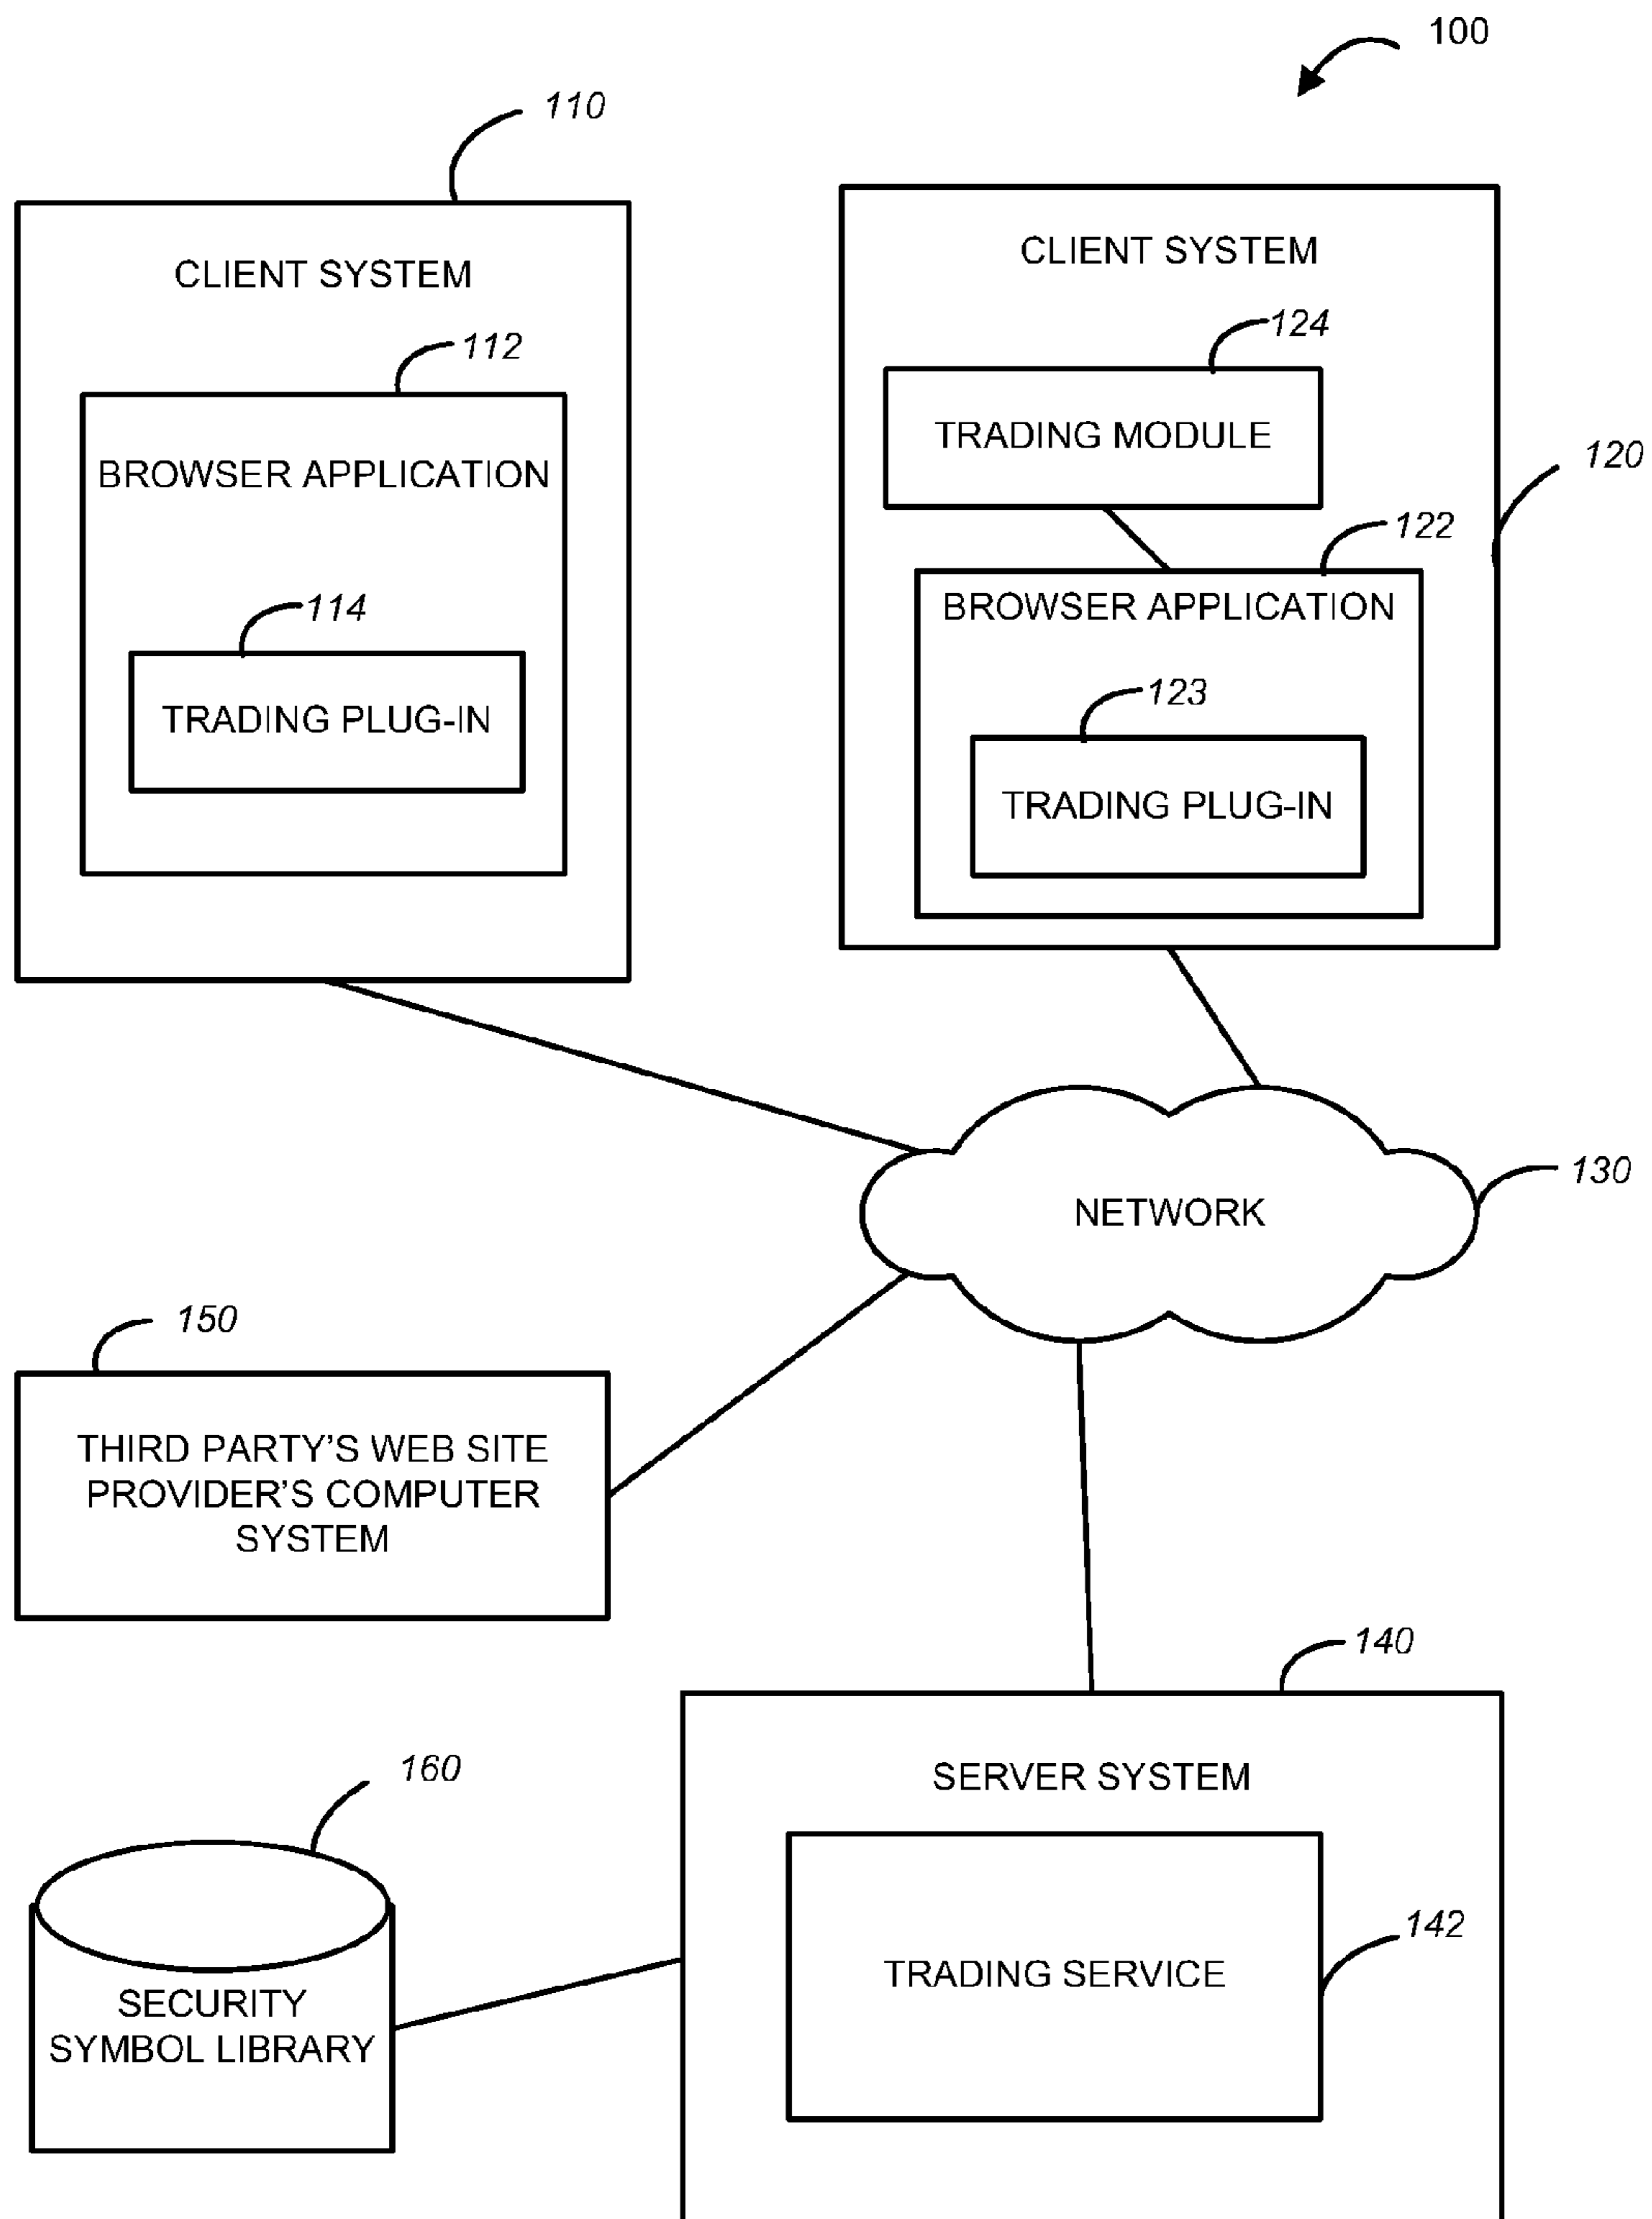 100
110
CLIENT SYSTEM
112
BROWSER APPLICATION
114
TRADING PLUG-IN
CLIENT SYSTEM
124
TRADING MODULE
120
122
BROWSER APPLICATION
123
TRADING PLUG-IN
NETWORK
130
150
THIRD PARTY’S WEB SITE
PROVIDER’S COMPUTER
SYSTEM
140
SERVER SYSTEM
160
SECURITY
SYMBOL LIBRARY
TRADING SERVICE
142